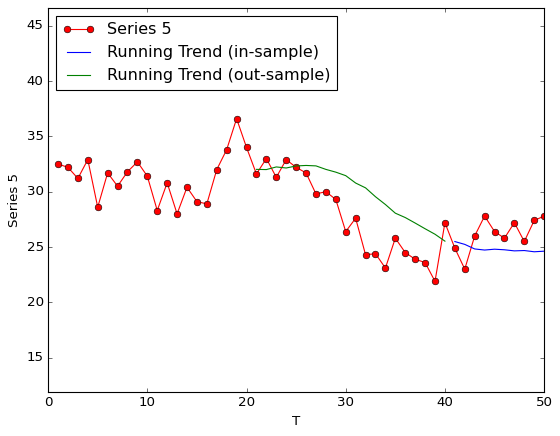 Series 5
Running Trend (in-sample)
Running Trend (out-sample)
45
40
35
30
25
20
15
Series 5
0 10 20 30 40 50
T